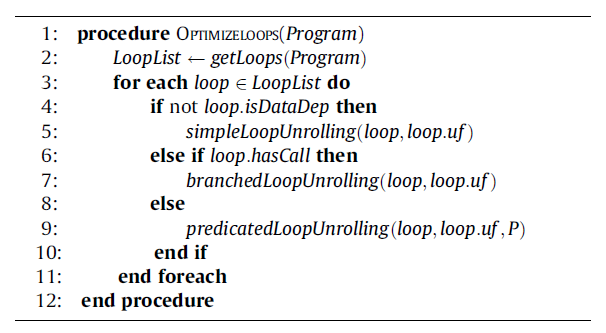 1: procedure OPTIMIZELOOPS(Program)
2: LoopList ← getLoops(Program)
3: for each loop ∈ LoopList do
4: if not loop.isDataDep then
5: simpleLoopUnrolling(loop, loop.uf)
6: else if loop.hasCall then
7: branchedLoopUnrolling(loop, loop.uf)
8: else
9: predicatedLoopUnrolling(loop, loop.uf, P)
10: end if
11: end foreach
12: end procedure